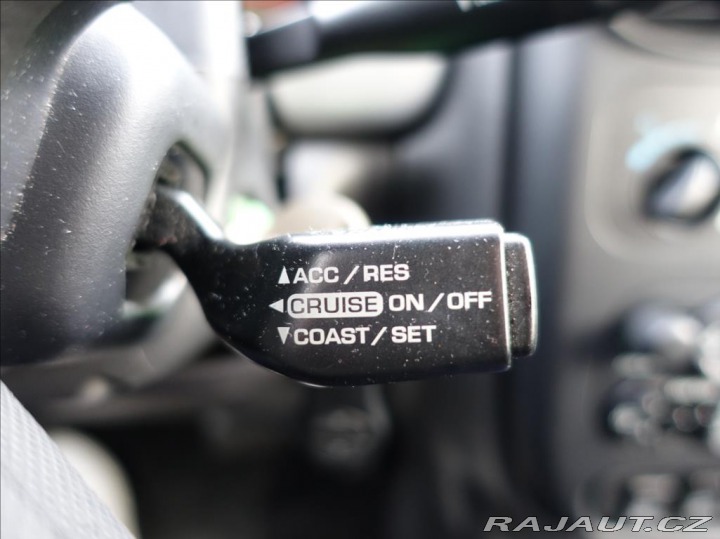 ▲ACC/RES
◄CRUISE ON/OFF
▼COAST/SET
RAJAUT.CZ